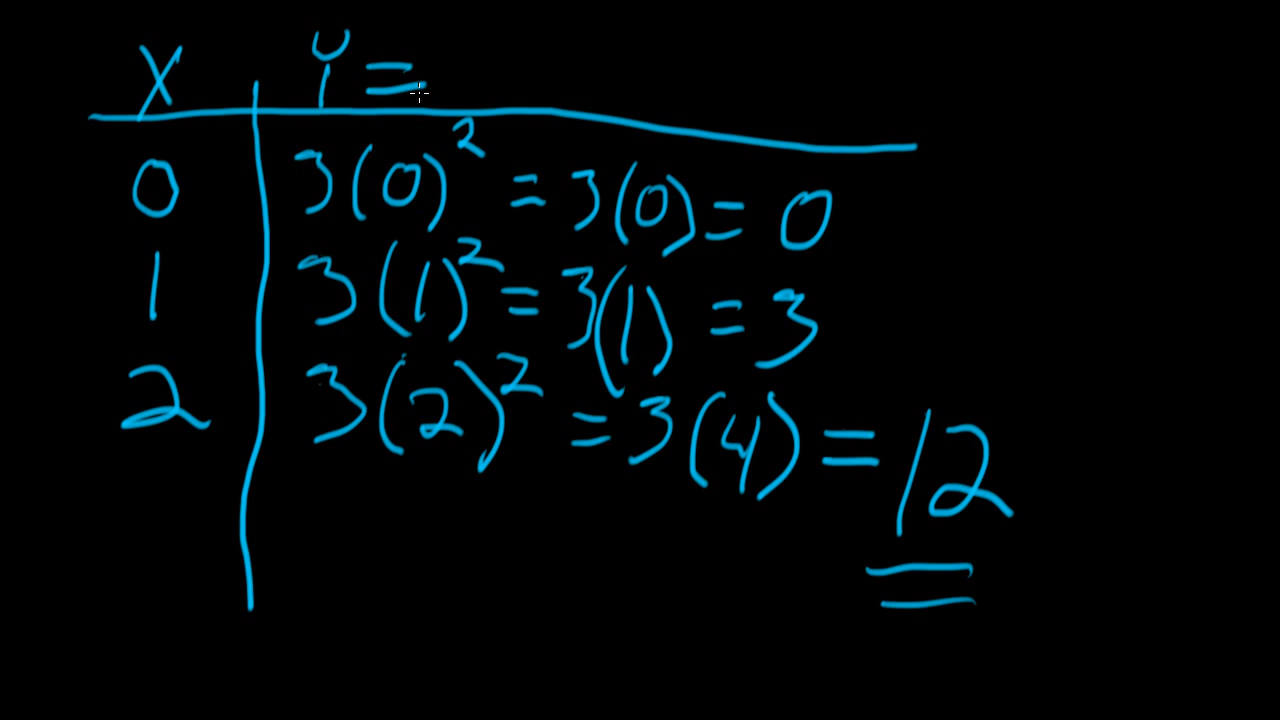 X Y =
0 3(0)² = 3(0) = 0
1 3(1)² = 3(1) = 3
2 3(2)² = 3(4) = 12